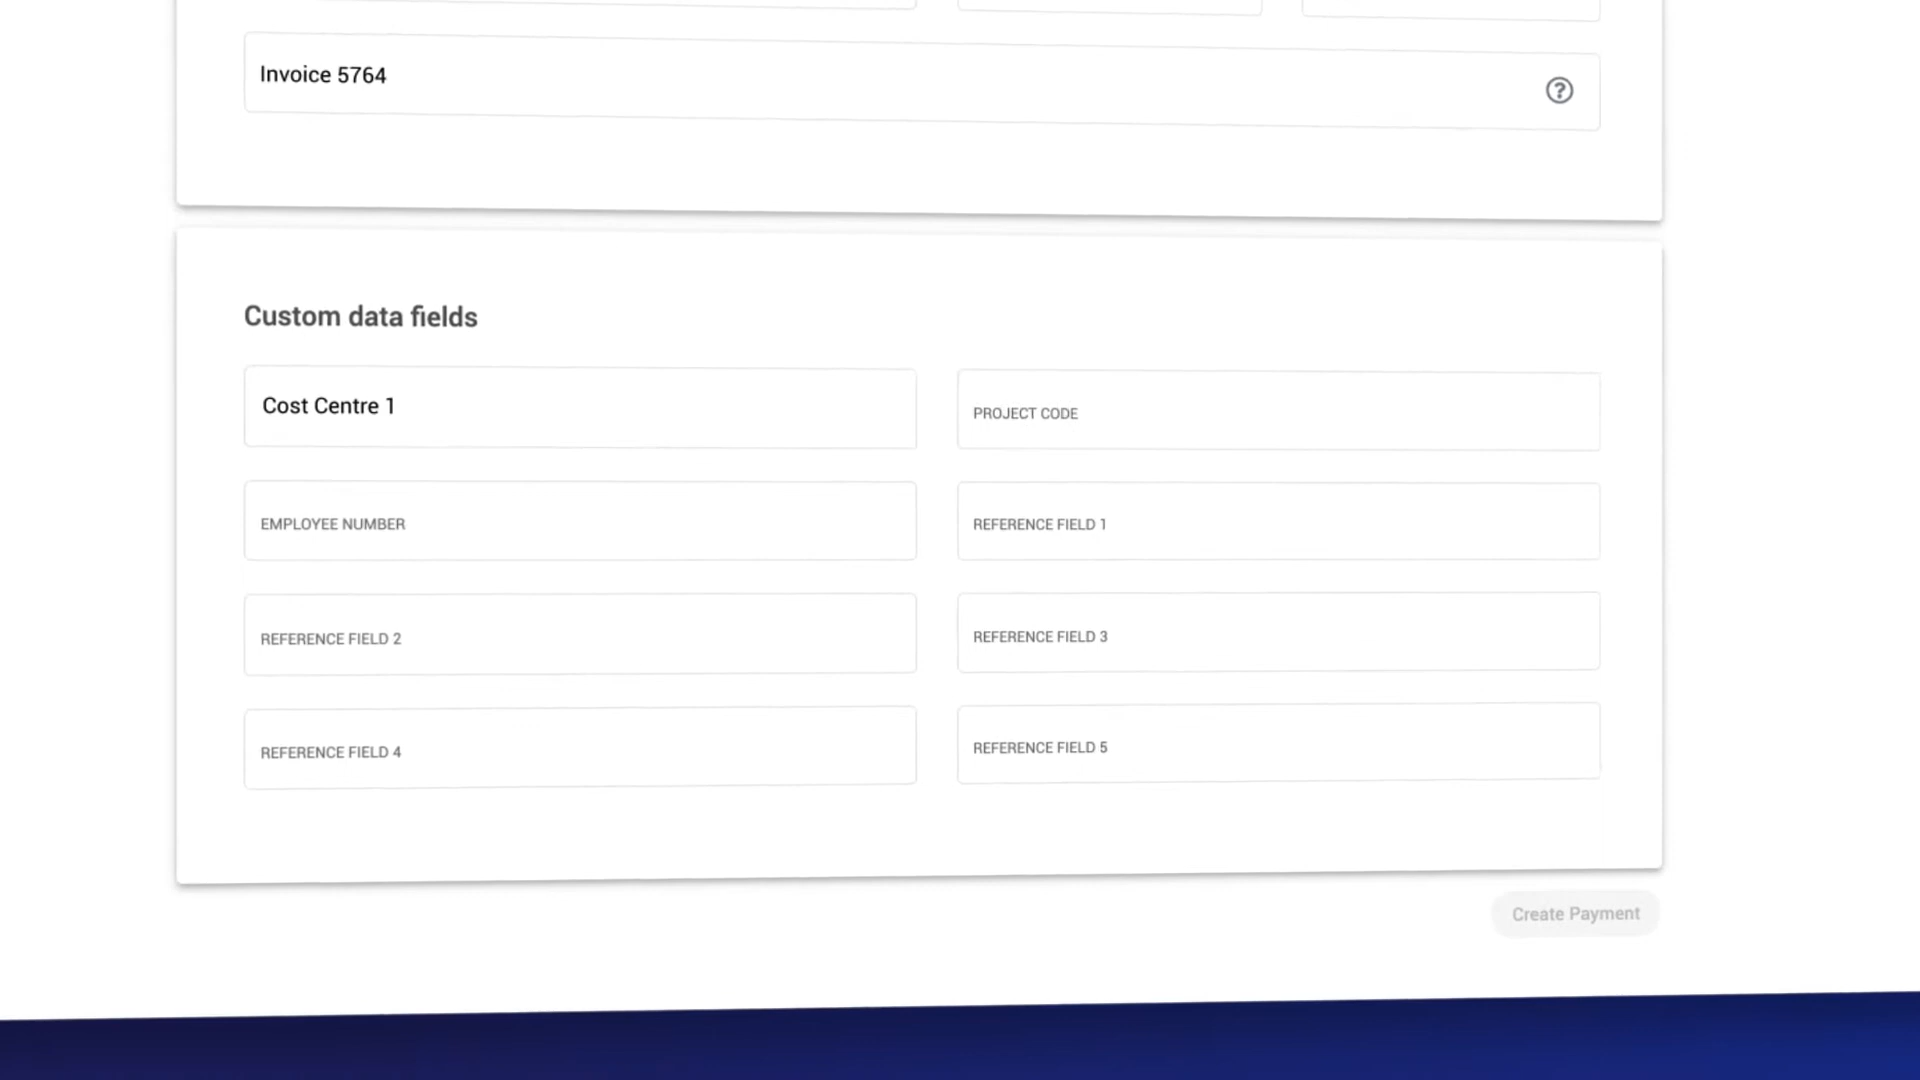 Invoice 5764
Custom data fields
Cost Centre 1
PROJECT CODE
EMPLOYEE NUMBER
REFERENCE FIELD 1
REFERENCE FIELD 2
REFERENCE FIELD 3
REFERENCE FIELD 4
REFERENCE FIELD 5
Create Payment